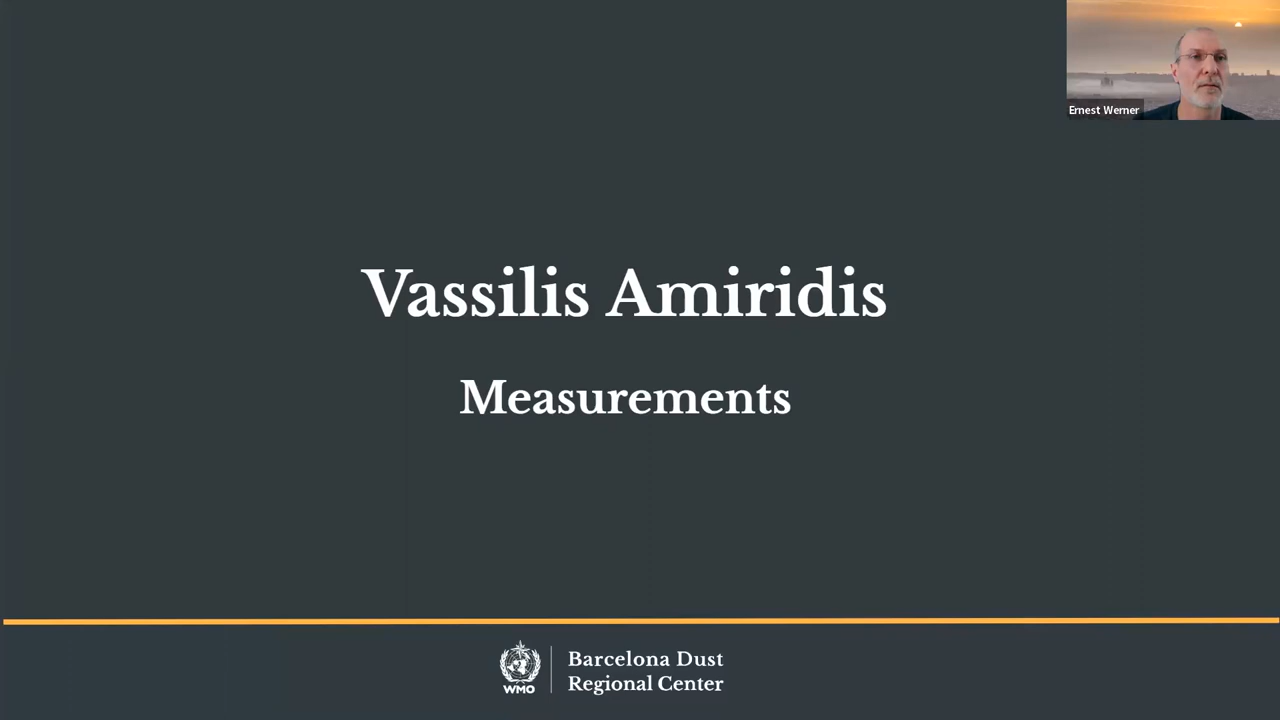 Ernest Werner
Vassilis Amiridis
Measurements
WMO
Barcelona Dust
Regional Center